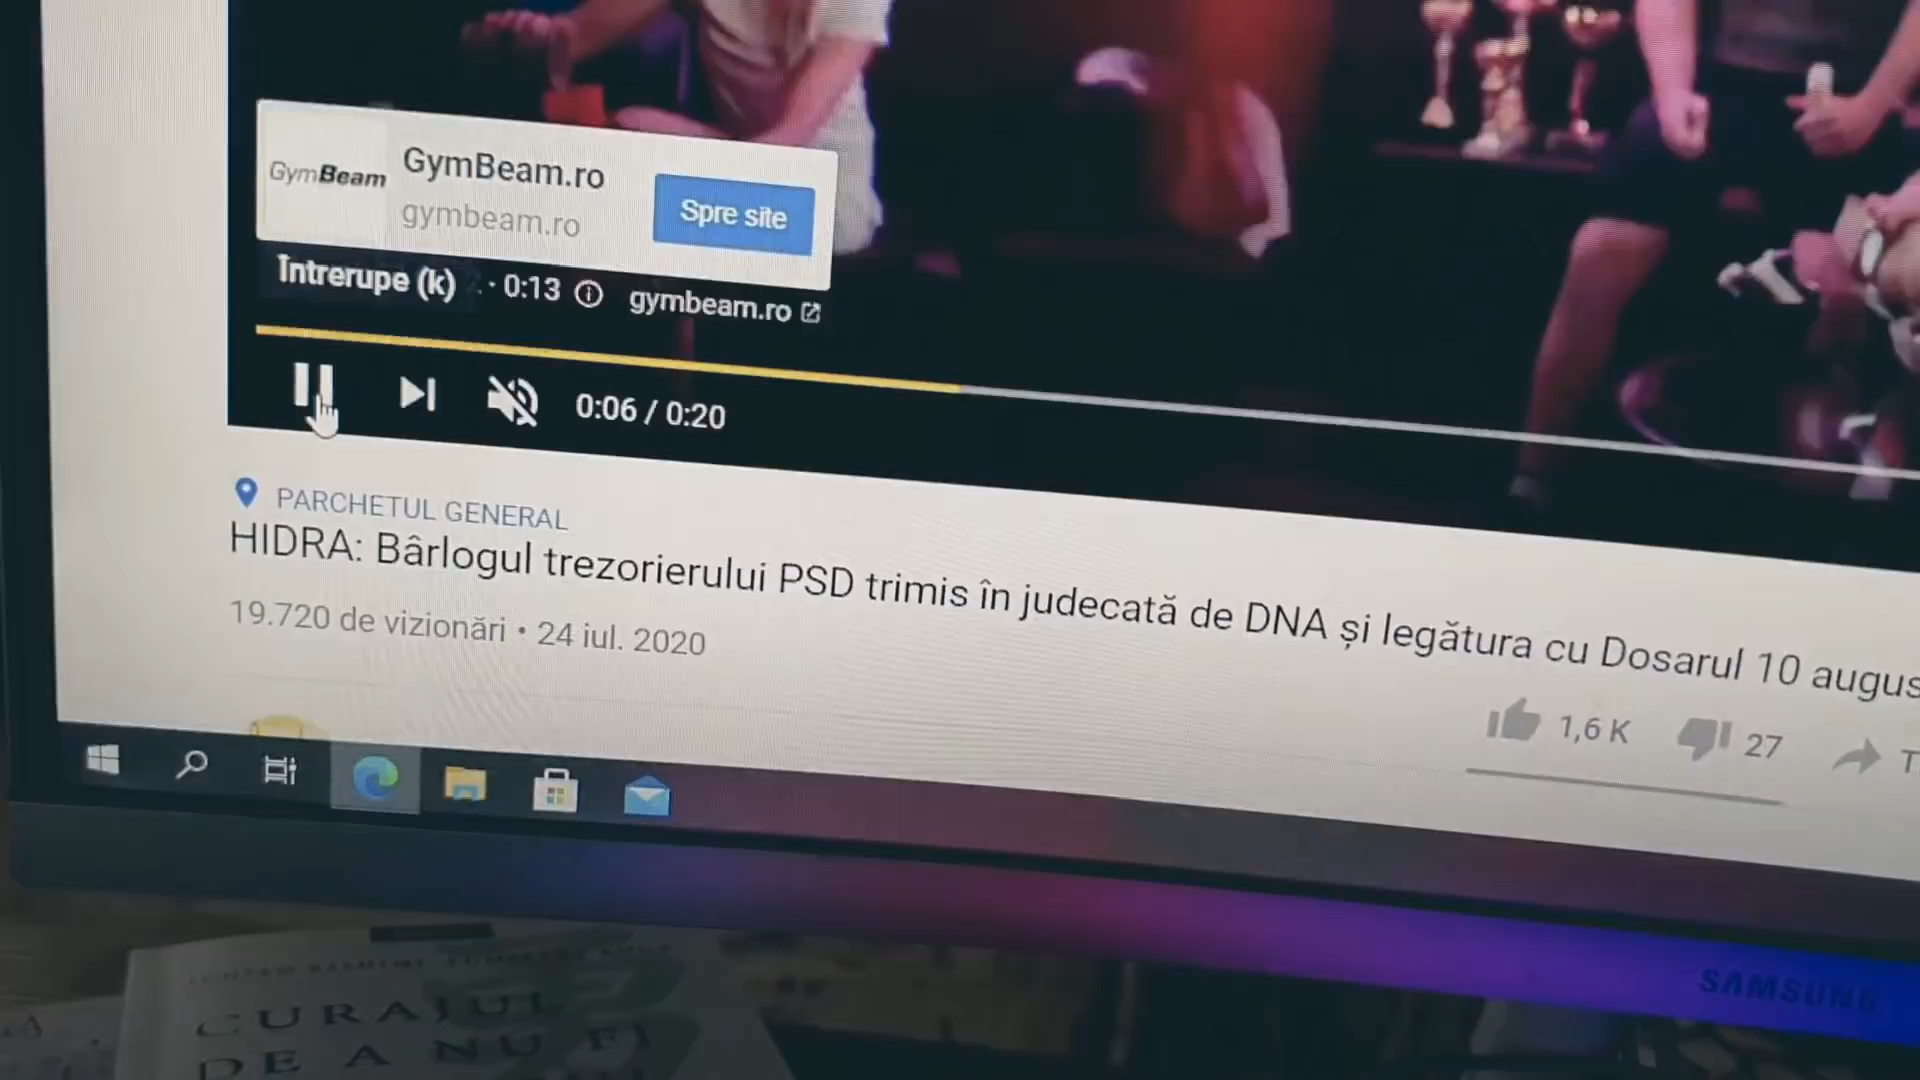 GymBeam
GymBeam.ro
gymbeam.ro
Spre site
Întrerupe (k) · 0:13 gymbeam.ro
0:06 / 0:20
PARCHETUL GENERAL
HIDRA: Bârlogul trezorierului PSD trimis în judecată de DNA și legătura cu Dosarul 10 augus
19.720 de vizionări • 24 iul. 2020
1,6 K 27 T
SAMSUNG
CURAJUL
DE A NU FI